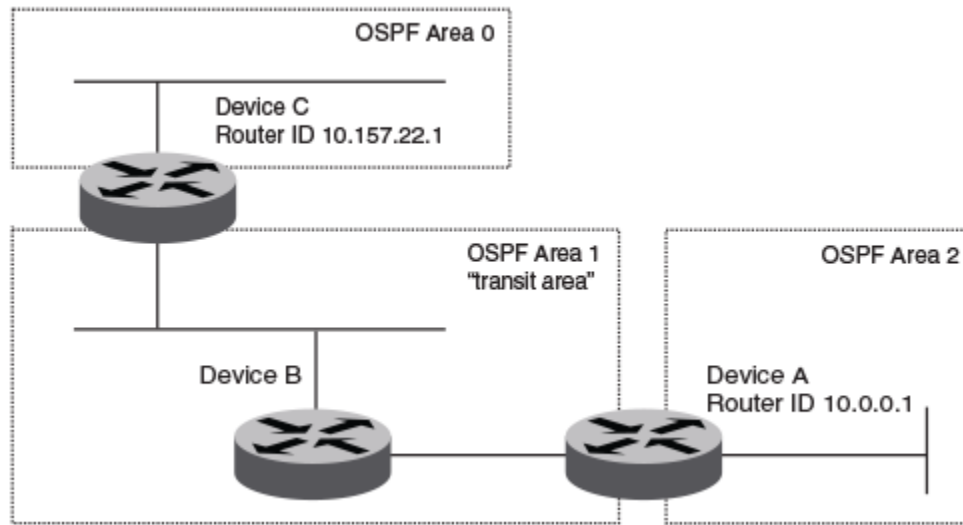 OSPF Area 0
Device C
Router ID 10.157.22.1
OSPF Area 1
“transit area”
OSPF Area 2
Device B
Device A
Router ID 10.0.0.1